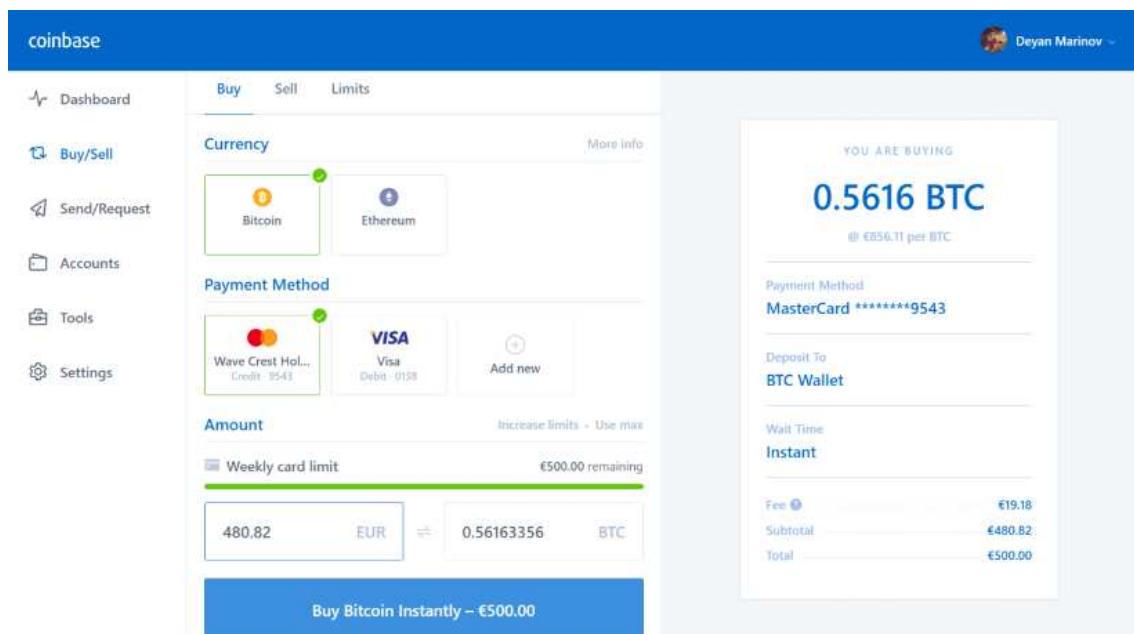 coinbase
Deyan Marinov
Dashboard
Buy/Sell
Send/Request
Accounts
Tools
Settings
Buy Sell Limits
Currency More info
Bitcoin Ethereum
Payment Method
VISA
Wave Crest Hol... Visa Add new
Credit 9543 Debit 0158
Amount Increase limits - Use max
Weekly card limit €500.00 remaining
480.82 EUR 0.56163356 BTC
Buy Bitcoin Instantly – €500.00
YOU ARE BUYING
0.5616 BTC
@ €856.11 per BTC
Payment Method
MasterCard ********9543
Deposit To
BTC Wallet
Wait Time
Instant
Fee ? €19.18
Subtotal €480.82
Total €500.00